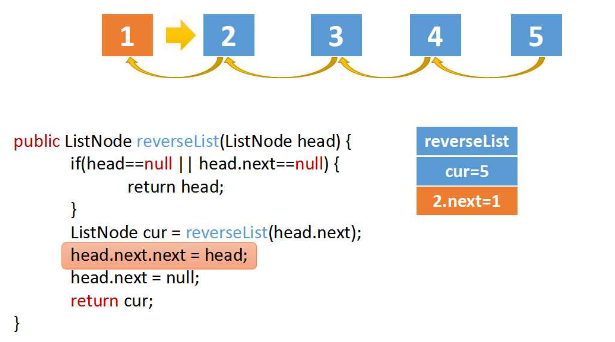 1 2 3 4 5
public ListNode reverseList(ListNode head) {
if(head==null || head.next==null) {
return head;
}
ListNode cur = reverseList(head.next);
head.next.next = head;
head.next = null;
return cur;
}
reverseList
cur=5
2.next=1